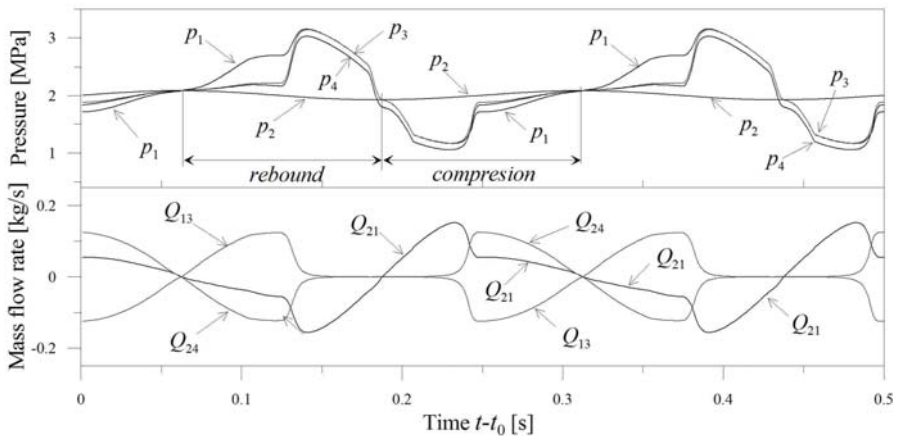 Pressure [MPa]
3
2
1
p1
p3
p4
p2
p2
p1
p1
p1
p3
p2
p4
rebound
compresion
Mass flow rate [kg/s]
0.2
0
-0.2
Q13
Q21
Q24
Q21
Q21
Q24
Q13
Q21
0
0.1
0.2
0.3
0.4
0.5
Time t-t0 [s]